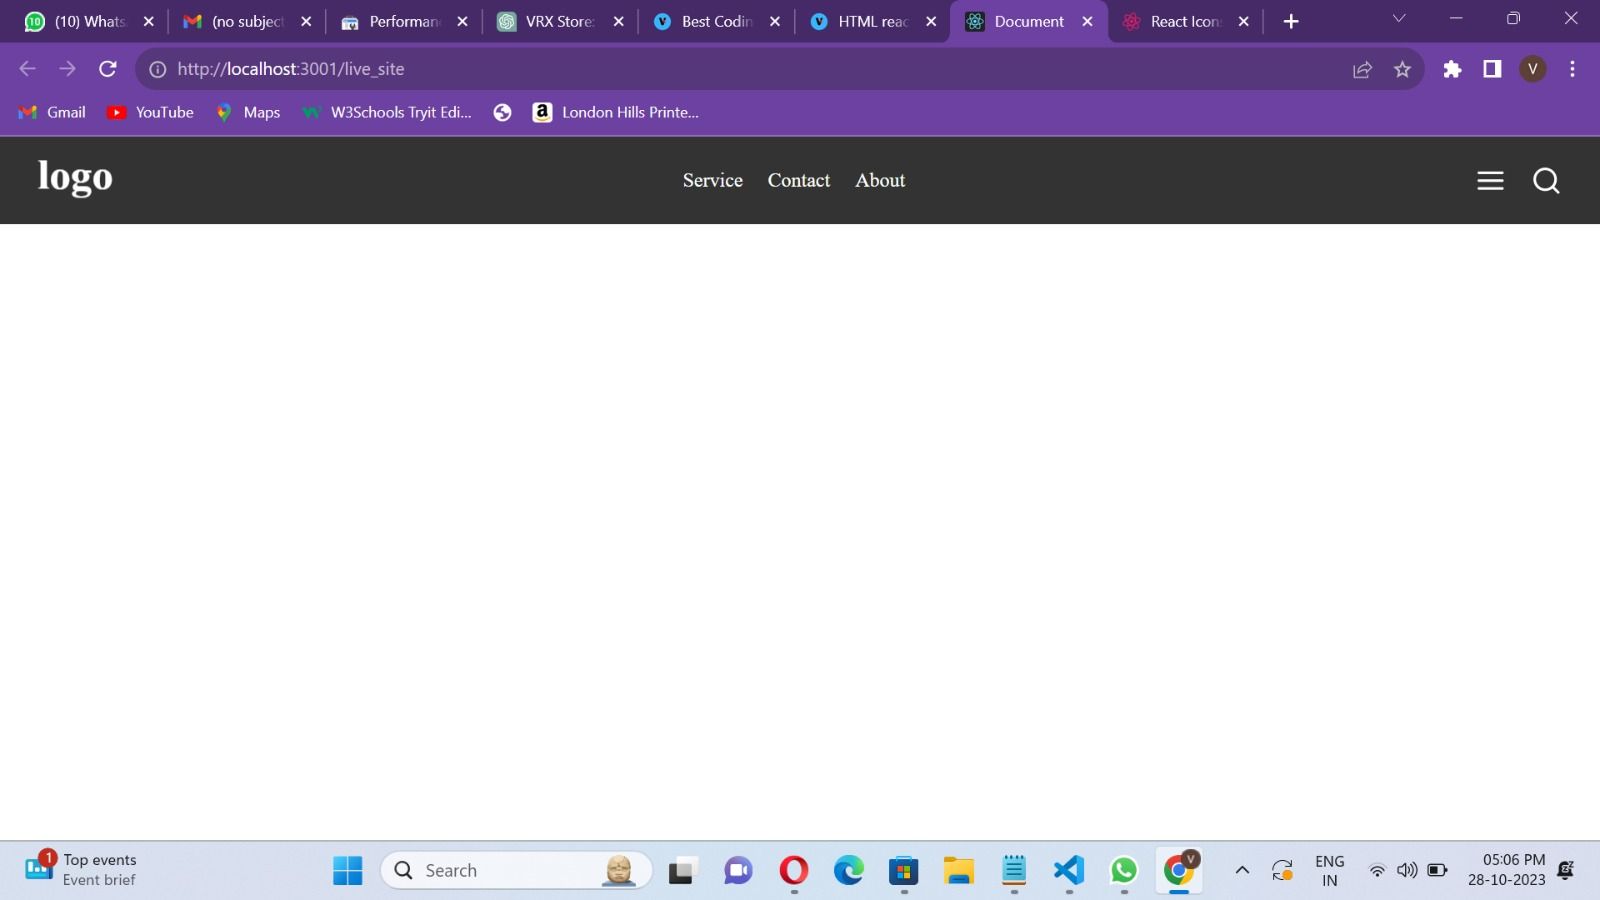 10 (10) Whats
(no subject
Performan
VRX Store:
Best Codin
HTML reac
Document
React Icon
http://localhost:3001/live_site
V
Gmail
YouTube
Maps
W3Schools Tryit Edi...
London Hills Printe...
logo
Service
Contact
About
1
Top events
Event brief
Search
V
ENG
IN
05:06 PM
28-10-2023